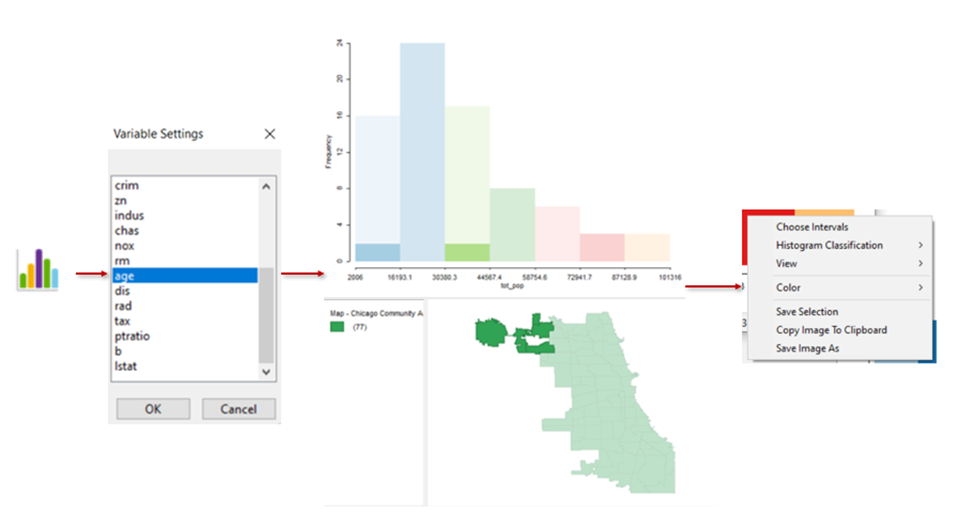 Variable Settings
crim
zn
indus
chas
nox
rm
age
dis
rad
tax
ptratio
b
lstat
OK
Cancel
24
20
16
12
8
4
0
Frequency
2006
16193.1
30380.3
44567.4
58754.6
72941.7
87128.9
101316
tot_pop
Map - Chicago Community A
(77)
Choose Intervals
Histogram Classification
View
Color
Save Selection
Copy Image To Clipboard
Save Image As
3